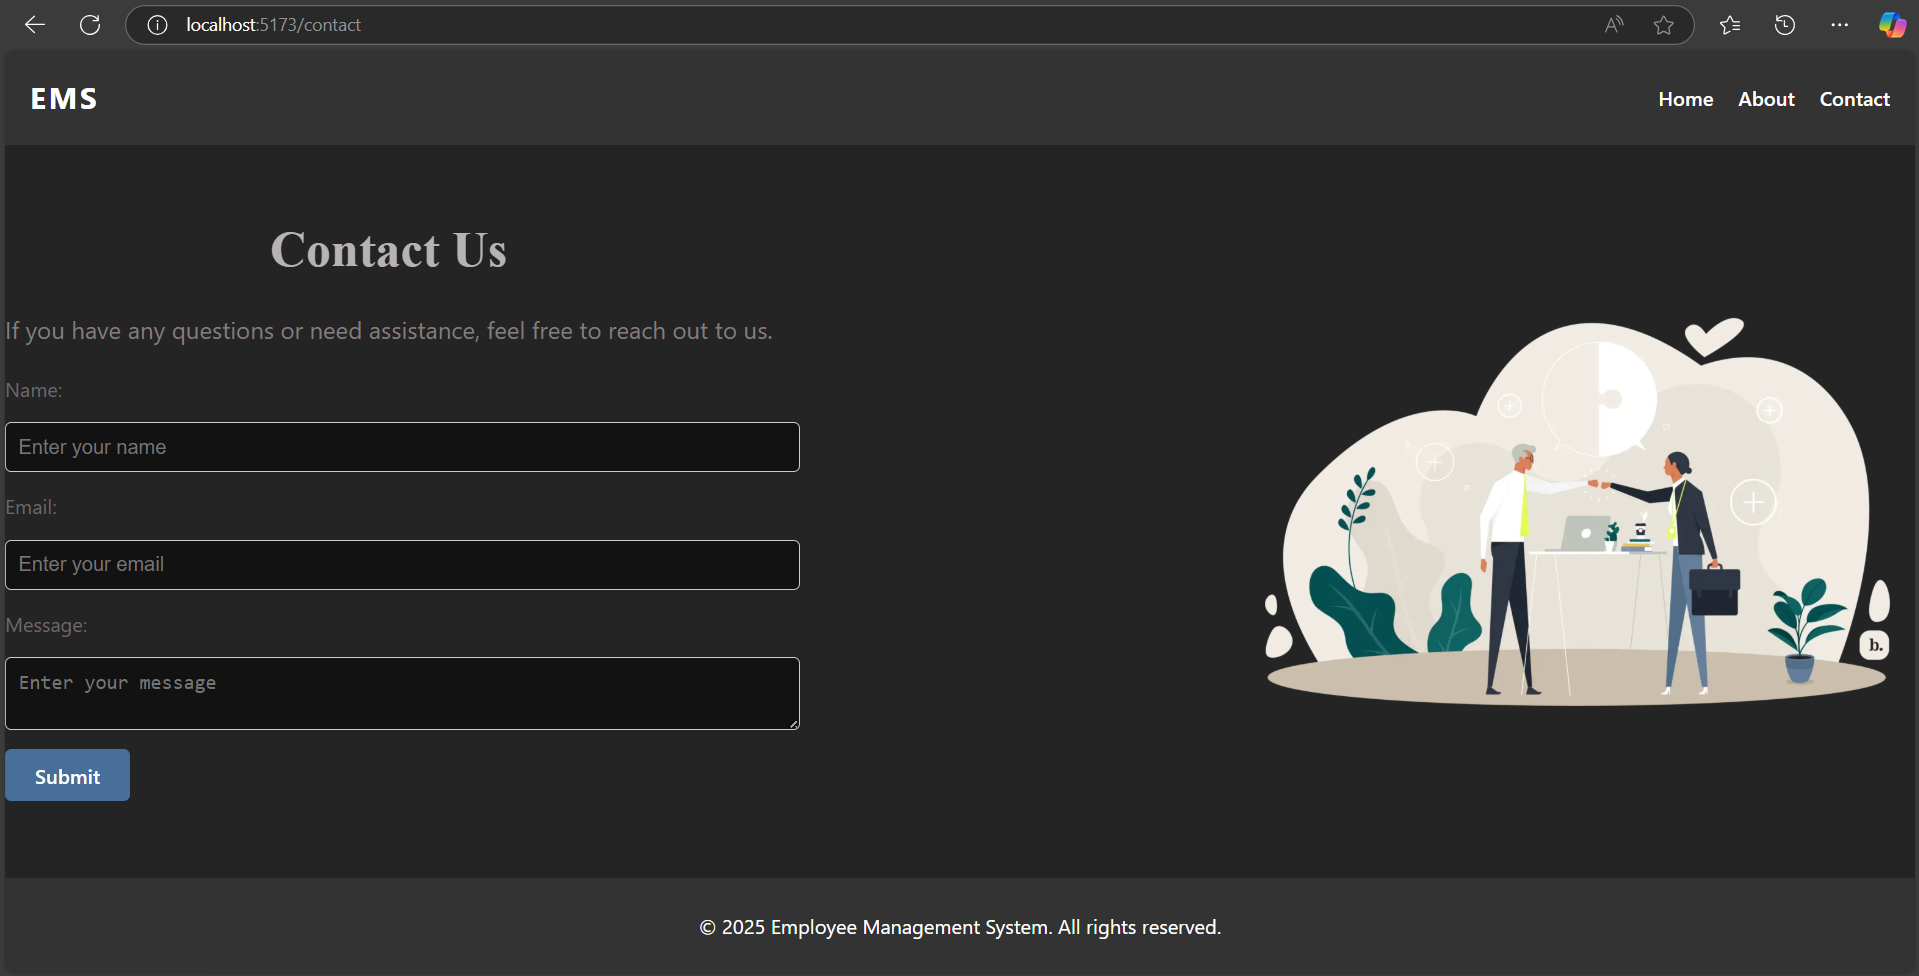 localhost:5173/contact
EMS
Home About Contact
Contact Us
If you have any questions or need assistance, feel free to reach out to us.
Name:
Enter your name
Email:
Enter your email
Message:
Enter your message
Submit
b.
© 2025 Employee Management System. All rights reserved.